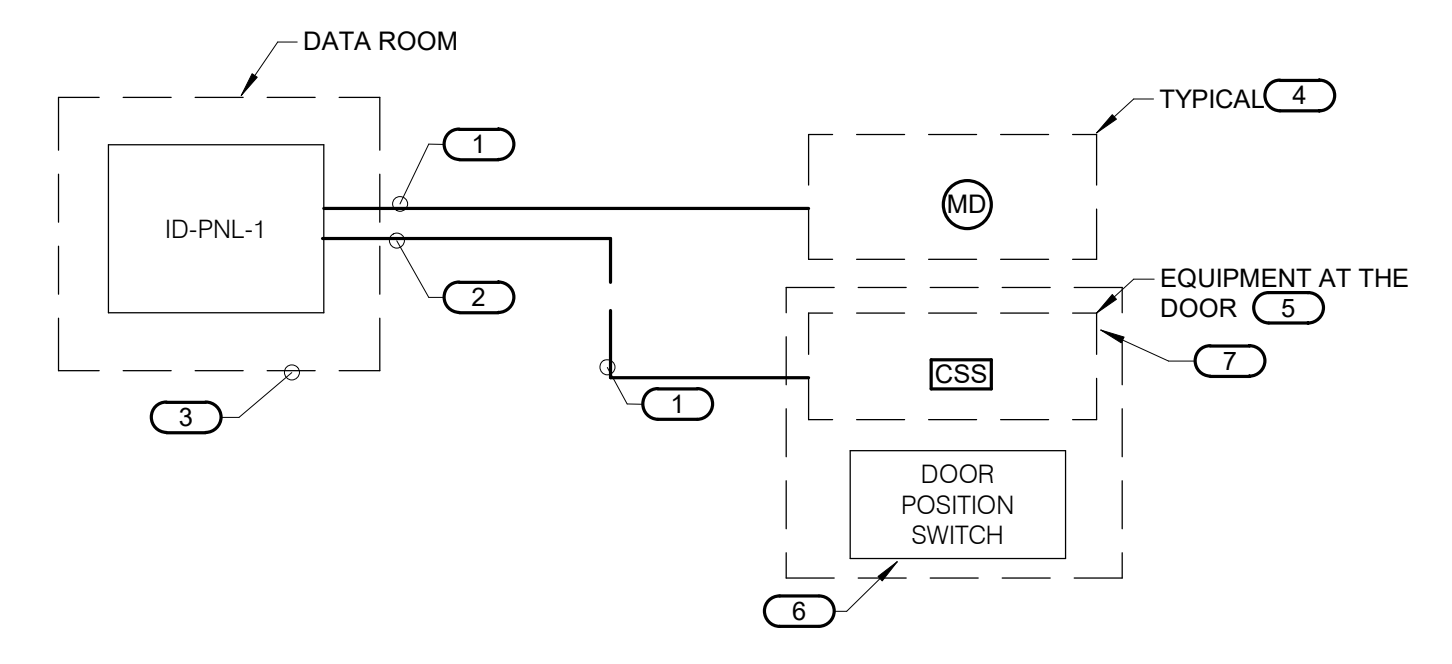 DATA ROOM
TYPICAL 4
1
ID-PNL-1
MD
2
EQUIPMENT AT THE
DOOR 5
7
CSS
3
1
DOOR
POSITION
SWITCH
6